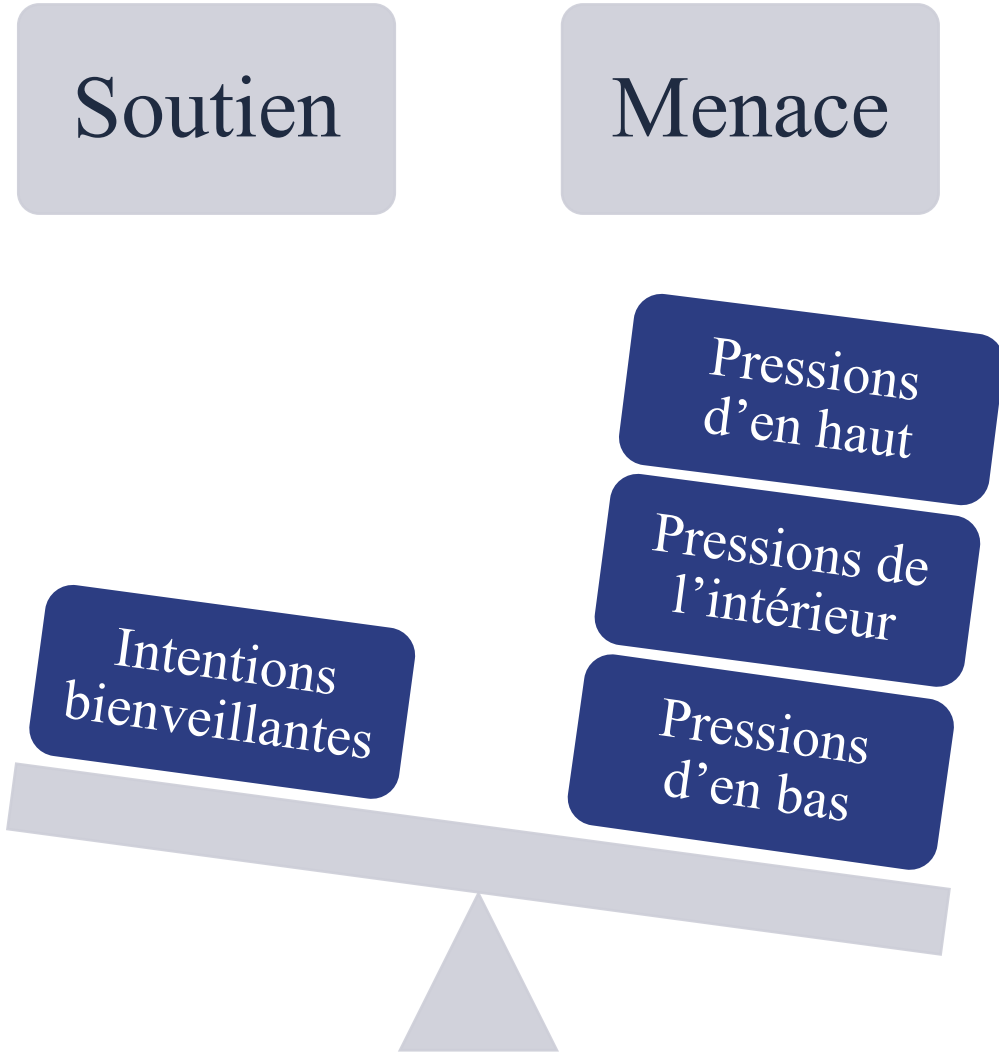 Soutien
Menace
Pressions
d’en haut
Pressions de
l’intérieur
Intentions
bienveillantes
Pressions
d’en bas